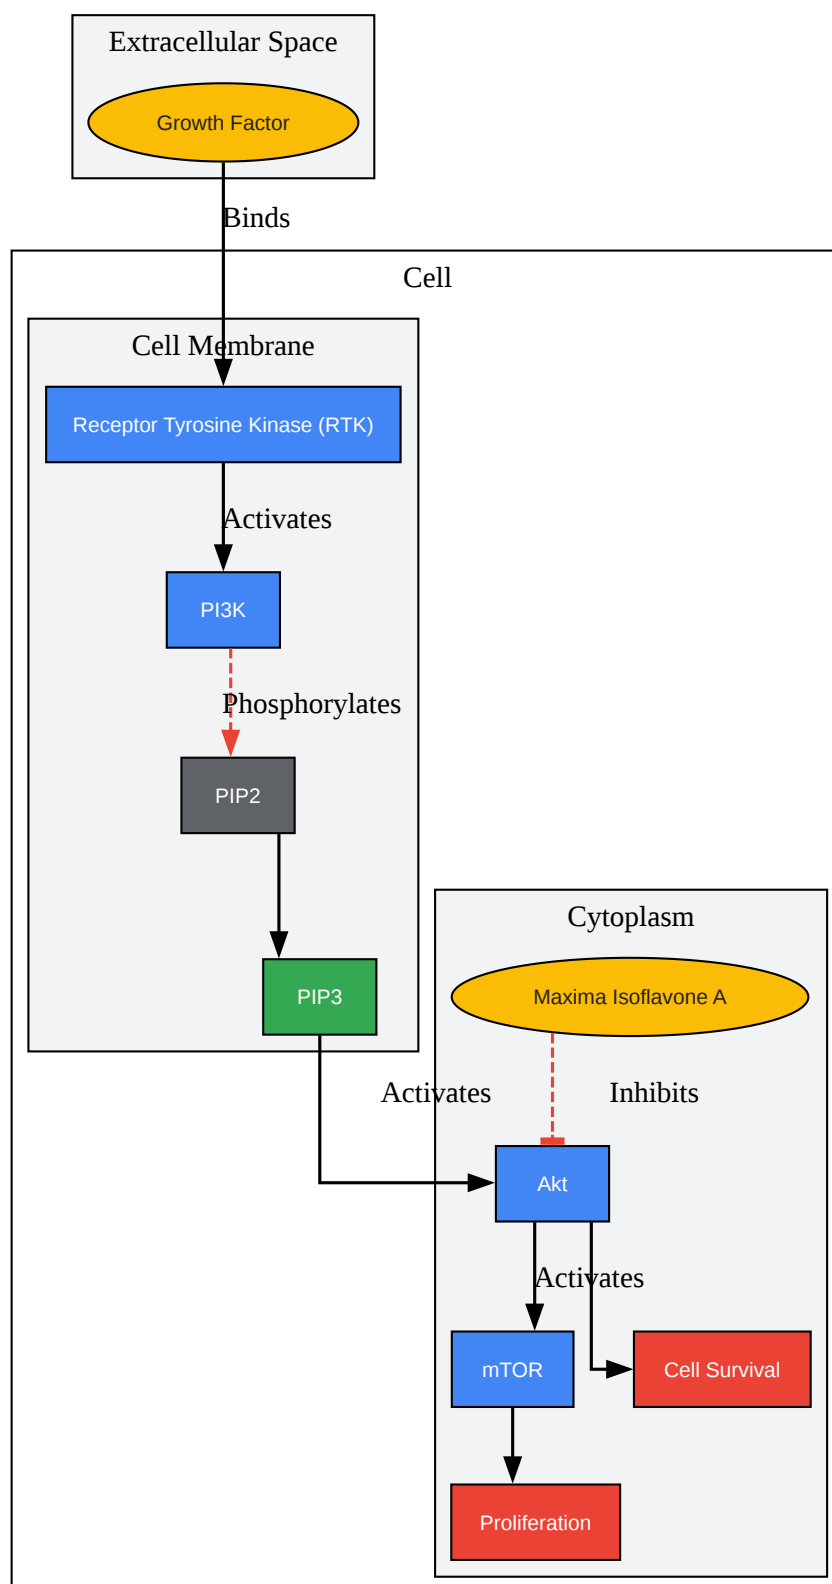 Extracellular Space
Growth Factor
Binds
Cell
Cell Membrane
Receptor Tyrosine Kinase (RTK)
Activates
PI3K
Phosphorylates
PIP2
Cytoplasm
PIP3
Maxima Isoflavone A
Activates
Inhibits
Akt
Activates
mTOR
Cell Survival
Proliferation